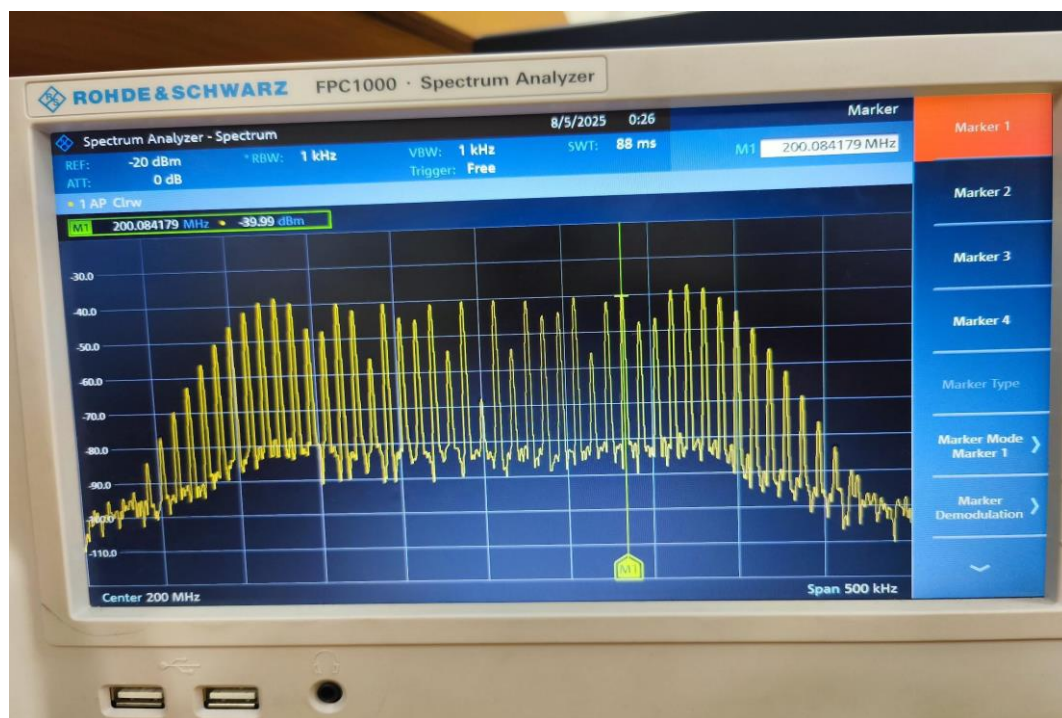 ROHDE&SCHWARZ FPC1000 · Spectrum Analyzer
Spectrum Analyzer - Spectrum 8/5/2025 0:26 Marker
REF: -20 dBm * RBW: 1 kHz VBW: 1 kHz SWT: 88 ms M1 200.084179 MHz
ATT: 0 dB Trigger: Free
1 AP Clrw
M1 200.084179 MHz -39.99 dBm
-30.0
-40.0
-50.0
-60.0
-70.0
-80.0
-90.0
-100.0
-110.0
M1
Center 200 MHz Span 500 kHz
Marker 1
Marker 2
Marker 3
Marker 4
Marker Type
Marker Mode
Marker 1
Marker
Demodulation